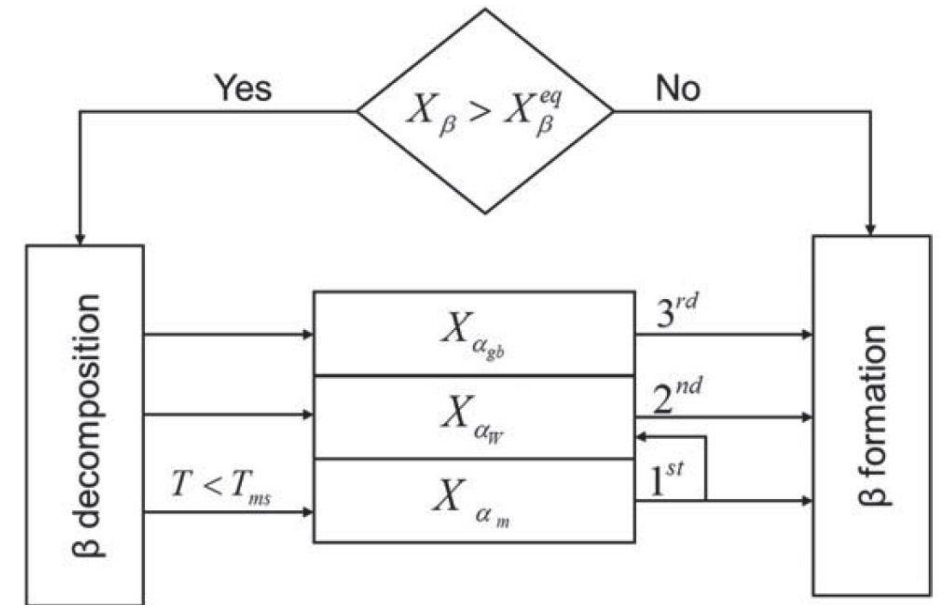 Yes
No
X_β > X_β^eq
β decomposition
X_α_gb
3^rd
X_α_W
2^nd
T < T_ms
X_α_m
1^st
β formation